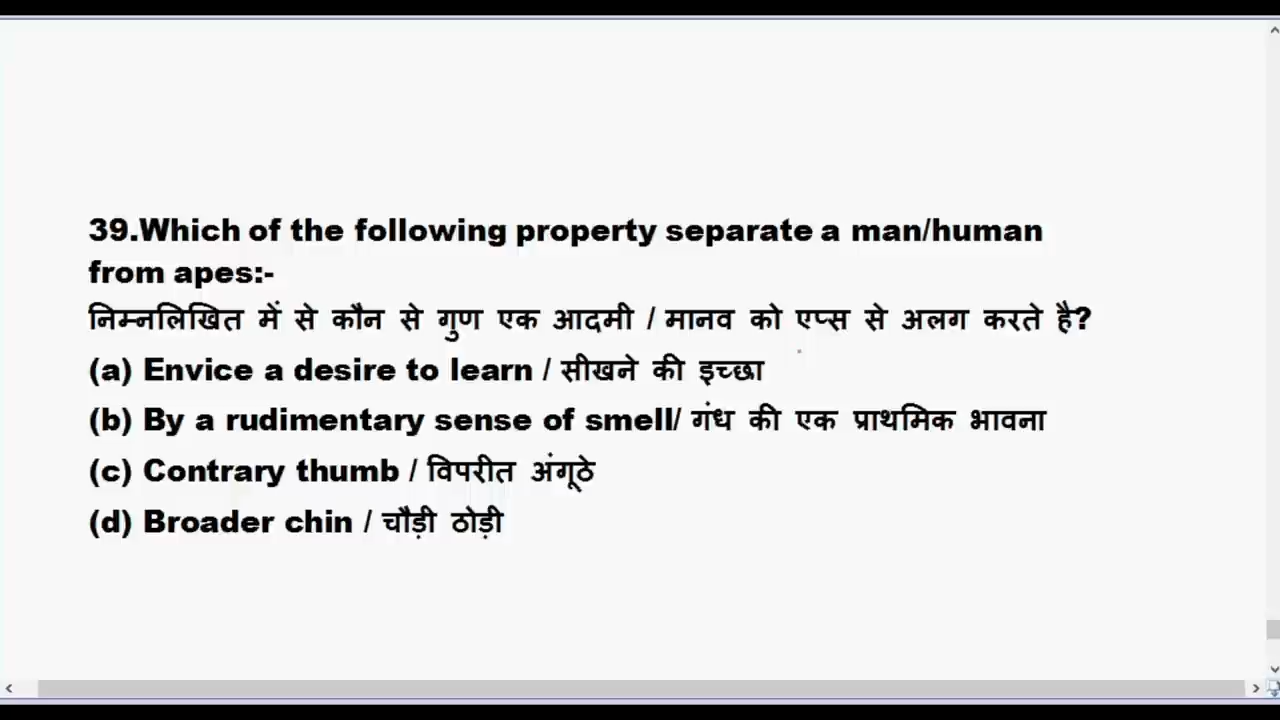 39.Which of the following property separate a man/human
from apes:-
निम्नलिखित में से कौन से गुण एक आदमी / मानव को एप्स से अलग करते है?
(a) Envice a desire to learn / सीखने की इच्छा
(b) By a rudimentary sense of smell/ गंध की एक प्राथमिक भावना
(c) Contrary thumb / विपरीत अंगूठे
(d) Broader chin / चौड़ी ठोड़ी